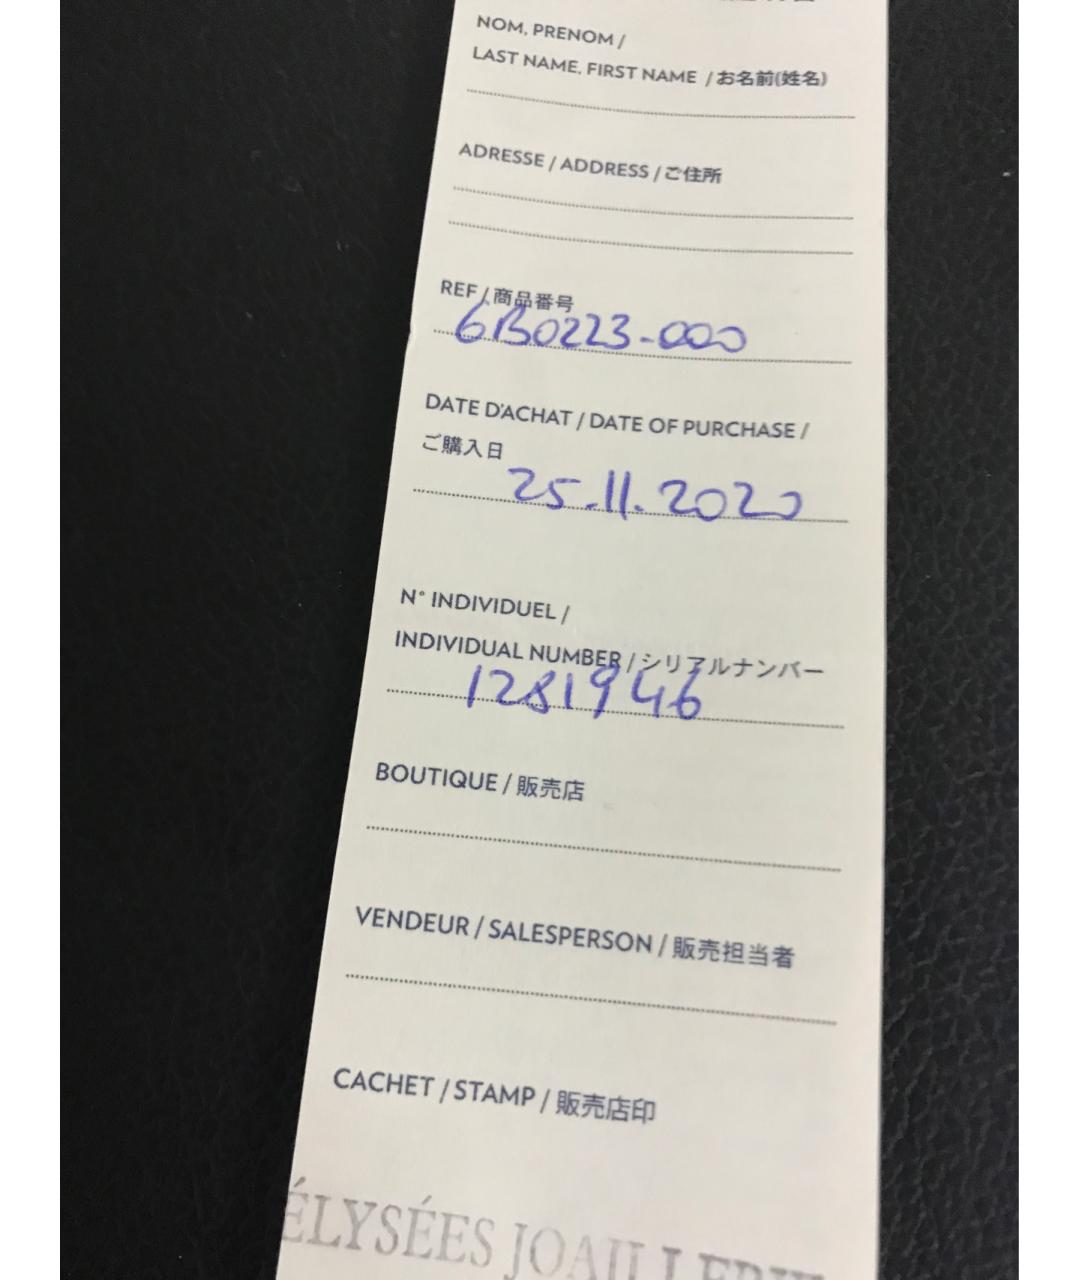 NOM, PRENOM /
LAST NAME, FIRST NAME / お名前(姓名)
ADRESSE / ADDRESS / ご住所
REF / 商品番号
6B0223-000
DATE D'ACHAT / DATE OF PURCHASE /
ご購入日
25.11.2020
N° INDIVIDUEL /
INDIVIDUAL NUMBER / シリアルナンバー
1281946
BOUTIQUE / 販売店
VENDEUR / SALESPERSON / 販売担当者
CACHET / STAMP / 販売店印
ÉLYSÉES JOAILLERIE